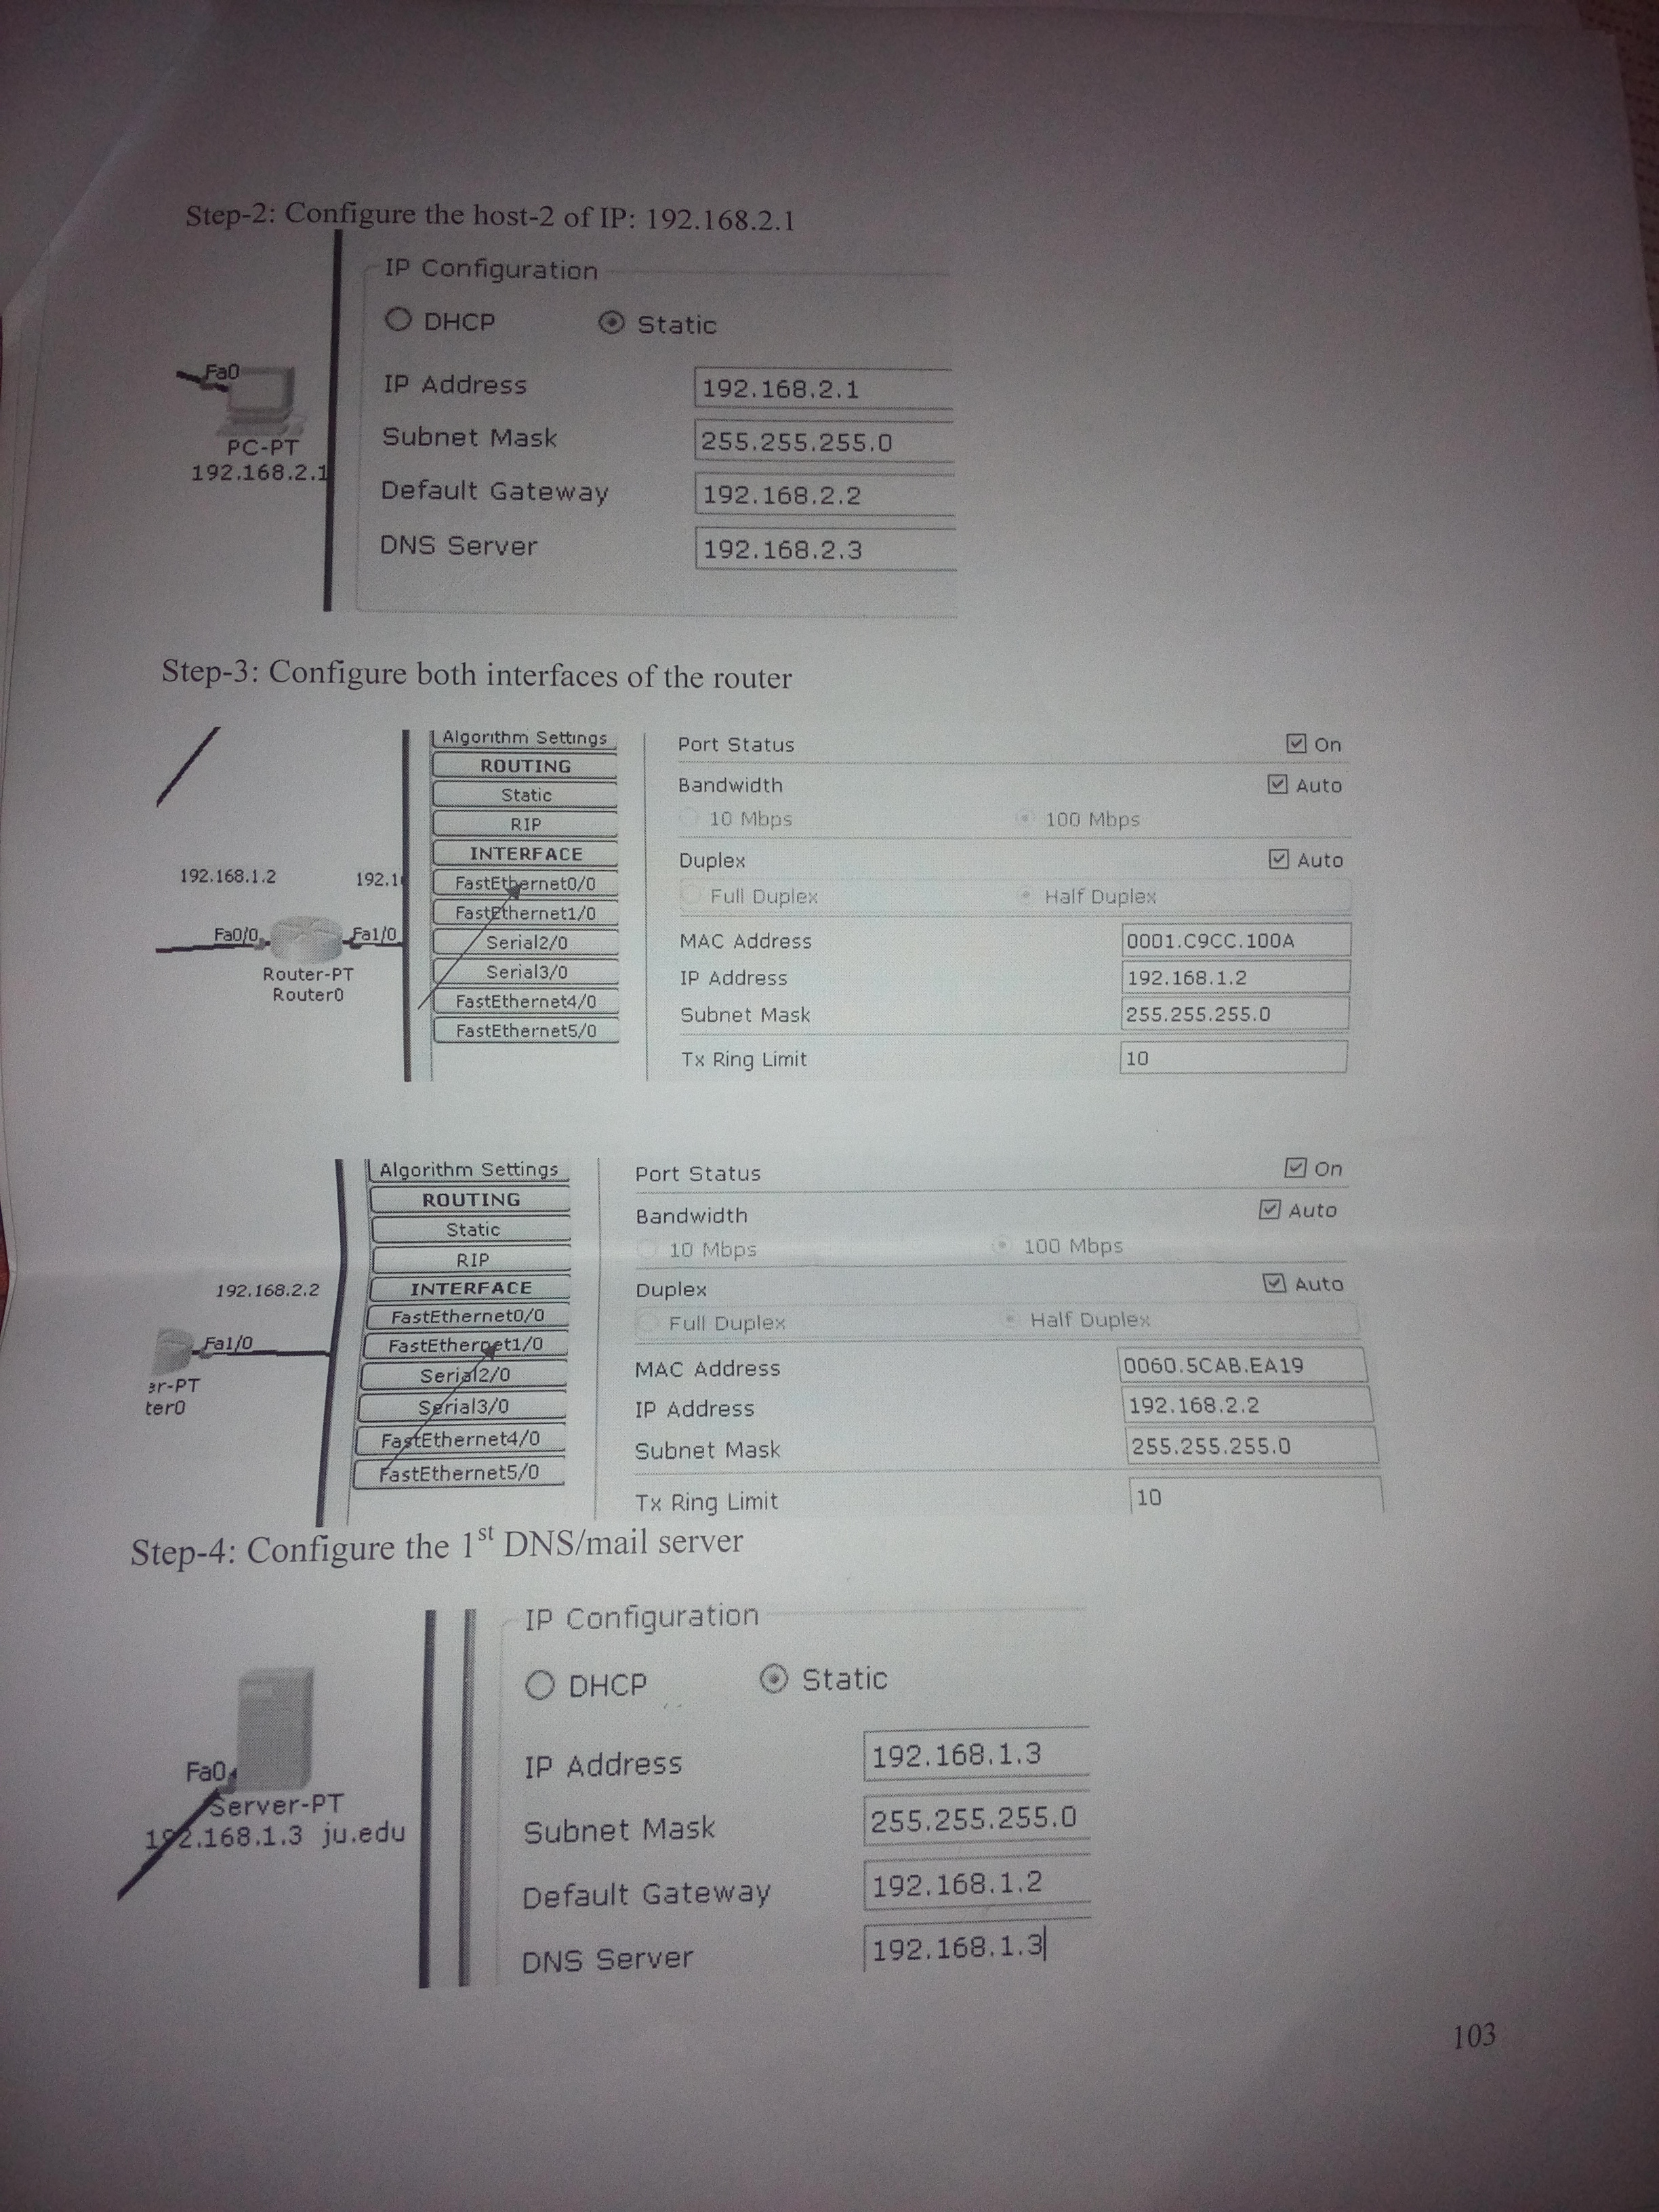 Step-2: Configure the host-2 of IP: 192.168.2.1
IP Configuration
DHCP Static
Fa0
PC-PT
192.168.2.1
IP Address 192.168.2.1
Subnet Mask 255.255.255.0
Default Gateway 192.168.2.2
DNS Server 192.168.2.3
Step-3: Configure both interfaces of the router
192.168.1.2 192.1
Fa0/0 Fa1/0
Router-PT
Router0
Algorithm Settings
ROUTING
Static
RIP
INTERFACE
FastEthernet0/0
FastEthernet1/0
Serial2/0
Serial3/0
FastEthernet4/0
FastEthernet5/0
Port Status On
Bandwidth Auto
10 Mbps 100 Mbps
Duplex Auto
Full Duplex Half Duplex
MAC Address 0001.C9CC.100A
IP Address 192.168.1.2
Subnet Mask 255.255.255.0
Tx Ring Limit 10
192.168.2.2
Fa1/0
er-PT
ter0
Algorithm Settings
ROUTING
Static
RIP
INTERFACE
FastEthernet0/0
FastEthernet1/0
Serial2/0
Serial3/0
FastEthernet4/0
FastEthernet5/0
Port Status On
Bandwidth Auto
10 Mbps 100 Mbps
Duplex Auto
Full Duplex Half Duplex
MAC Address 0060.5CAB.EA19
IP Address 192.168.2.2
Subnet Mask 255.255.255.0
Tx Ring Limit 10
Step-4: Configure the 1st DNS/mail server
Fa0
Server-PT
192.168.1.3 ju.edu
IP Configuration
DHCP Static
IP Address 192.168.1.3
Subnet Mask 255.255.255.0
Default Gateway 192.168.1.2
DNS Server 192.168.1.3
103